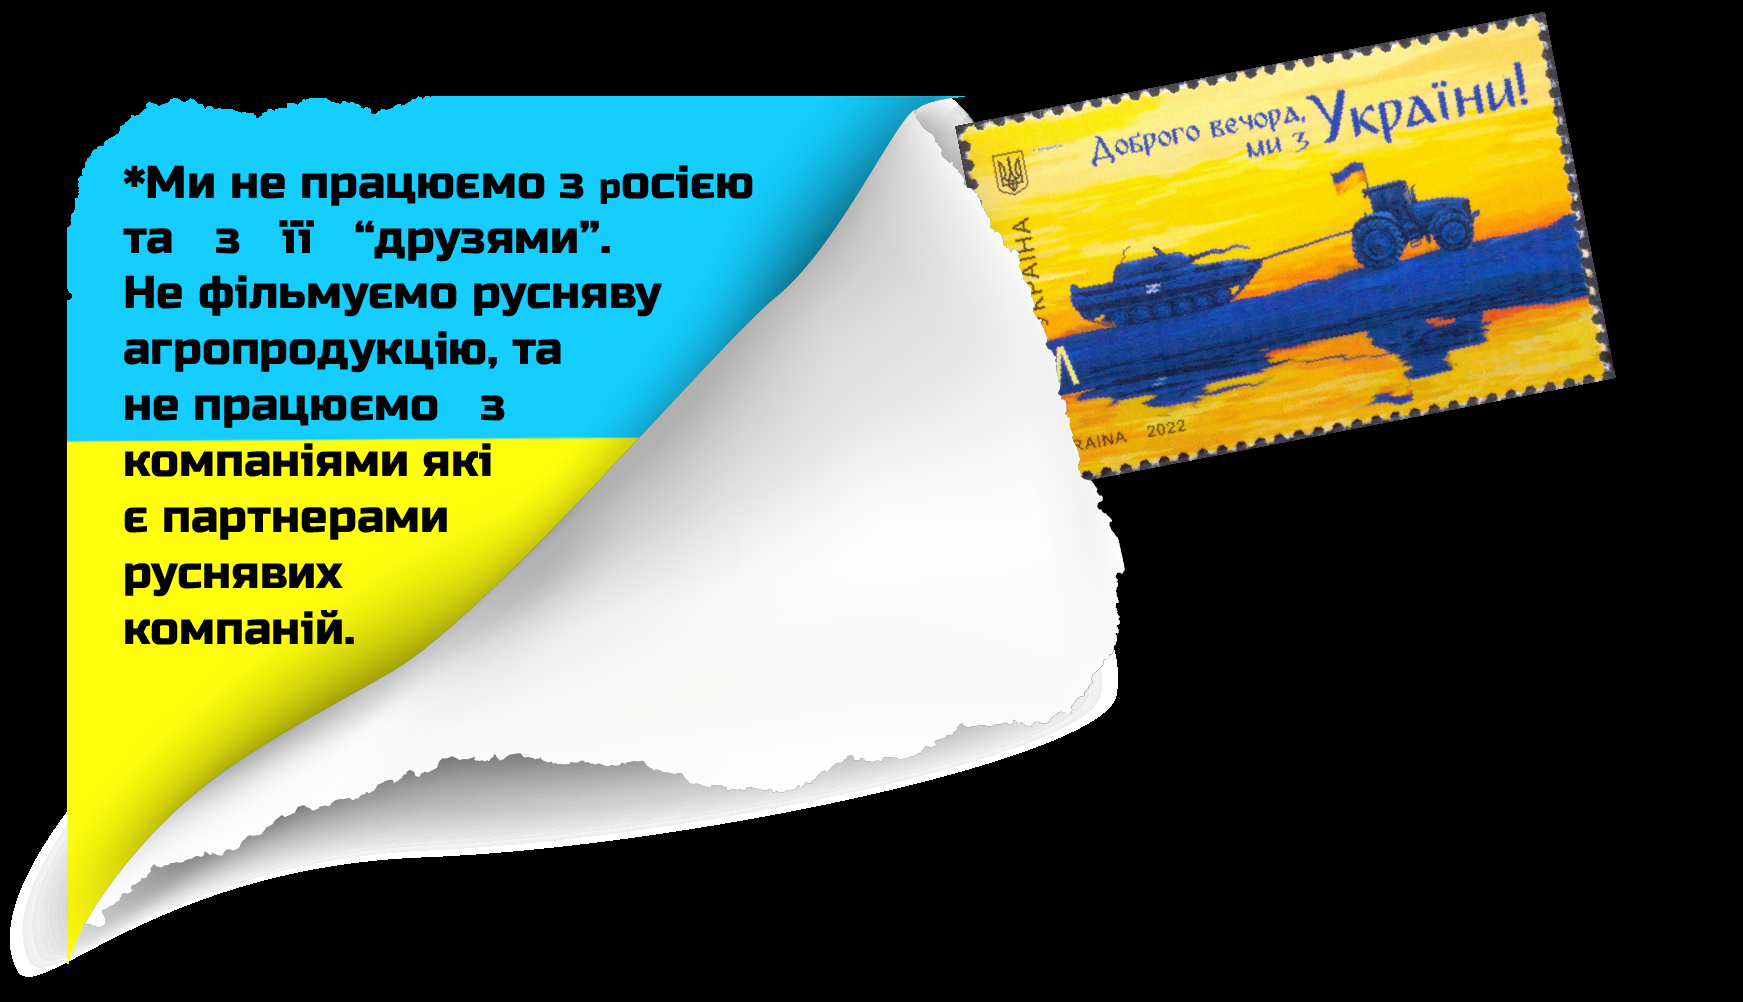 *Ми не працюємо з росією
та з її “друзями”.
Не фільмуємо русняву
агропродукцію, та
не працюємо з
компаніями які
є партнерами
руснявих
компаній.
Доброго вечора,
ми з України!
УКРАЇНА
RAINA 2022